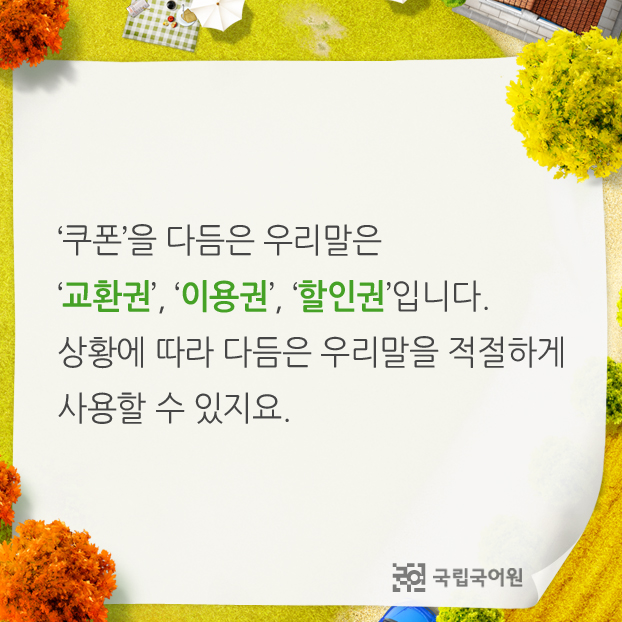 ‘쿠폰’을 다듬은 우리말은
‘교환권’, ‘이용권’, ‘할인권’입니다.
상황에 따라 다듬은 우리말을 적절하게
사용할 수 있지요.
국립국어원